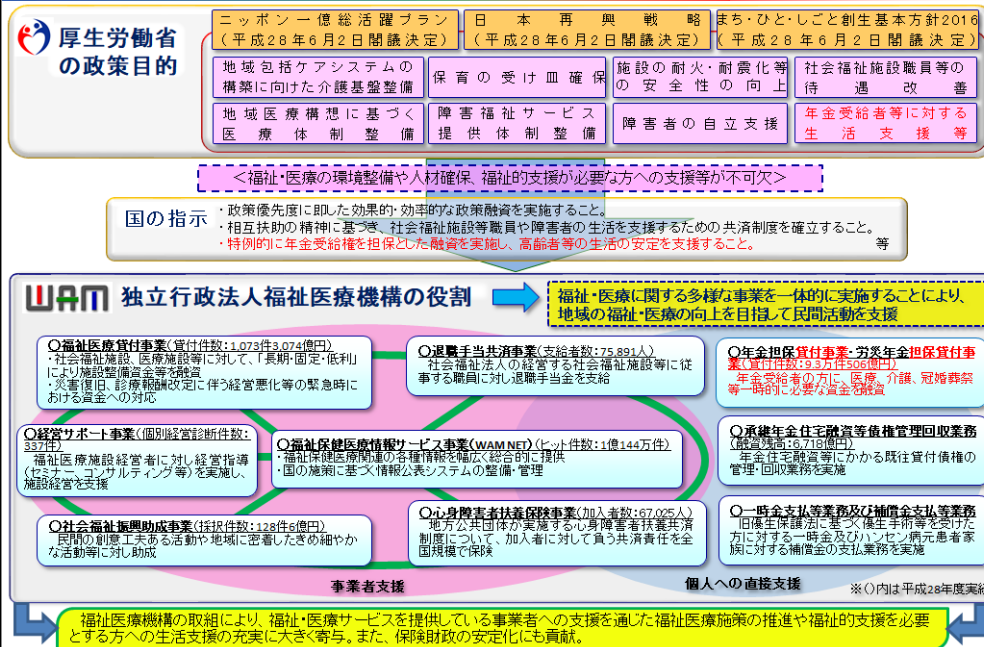 厚生労働省
の政策目的
ニッポン一億総活躍プラン
(平成28年6月2日閣議決定)
日本再興戦略
(平成28年6月2日閣議決定)
まち・ひと・しごと創生基本方針2016
(平成28年6月2日閣議決定)
地域包括ケアシステムの
構築に向けた介護基盤整備
保育の受け皿確保
施設の耐火・耐震化等
の安全性の向上
社会福祉施設職員等の
待遇改善
地域医療構想に基づく
医療体制整備
障害福祉サービス
提供体制整備
障害者の自立支援
年金受給者等に対する
生活支援等
<福祉・医療の環境整備や人材確保、福祉的支援が必要な方への支援等が不可欠>
国の指示
・政策優先度に即した効果的・効率的な政策融資を実施すること。
・相互扶助の精神に基づき、社会福祉施設等職員や障害者の生活を支援するための共済制度を確立すること。
・特例的に年金受給権を担保とした融資を実施し、高齢者等の生活の安定を支援すること。 等
WAM 独立行政法人福祉医療機構の役割
福祉・医療に関する多様な事業を一体的に実施することにより、
地域の福祉・医療の向上を目指して民間活動を支援
〇福祉医療貸付事業(貸付件数:1,073件3,074億円)
・社会福祉施設、医療施設等に対して、「長期・固定・低利」
により施設整備資金等を融資
・災害復旧、診療報酬改定に伴う経営悪化等の緊急時に
おける資金への対応
〇退職手当共済事業(支給者数:75,891人)
社会福祉法人の経営する社会福祉施設等に従
事する職員に対し退職手当金を支給
〇年金担保貸付事業・労災年金担保貸付事
業(貸付件数:9.3万件506億円)
年金受給者の方に、医療、介護、冠婚葬祭
等一時的に必要な資金を融資
〇経営サポート事業(個別経営診断件数:
337件)
福祉医療施設経営者に対し経営指導
(セミナー、コンサルティング等)を実施し、
施設経営を支援
〇福祉保健医療情報サービス事業(WAM NET)(ヒット件数:1億144万件)
・福祉保健医療関連の各種情報を幅広く総合的に提供
・国の施策に基づく情報公表システムの整備・管理
〇承継年金住宅融資等債権管理回収業務
(融資残高:6,718億円)
年金住宅融資等にかかる既往貸付債権の
管理・回収業務を実施
〇社会福祉振興助成事業(採択件数:128件6億円)
民間の創意工夫ある活動や地域に密着したきめ細やか
な活動等に対し助成
〇心身障害者扶養保険事業(加入者数:67,025人)
地方公共団体が実施する心身障害者扶養共済
制度について、加入者に対して負う共済責任を全
国規模で保険
〇一時金支払等業務及び補償金支払等業務
旧優生保護法に基づく優生手術等を受けた
方に対する一時金及びハンセン病元患者家
族に対する補償金の支払業務を実施
事業者支援
個人への直接支援
※()内は平成28年度実績
福祉医療機構の取組により、福祉・医療サービスを提供している事業者への支援を通じた福祉医療施策の推進や福祉的支援を必要
とする方への生活支援の充実に大きく寄与。また、保険財政の安定化にも貢献。